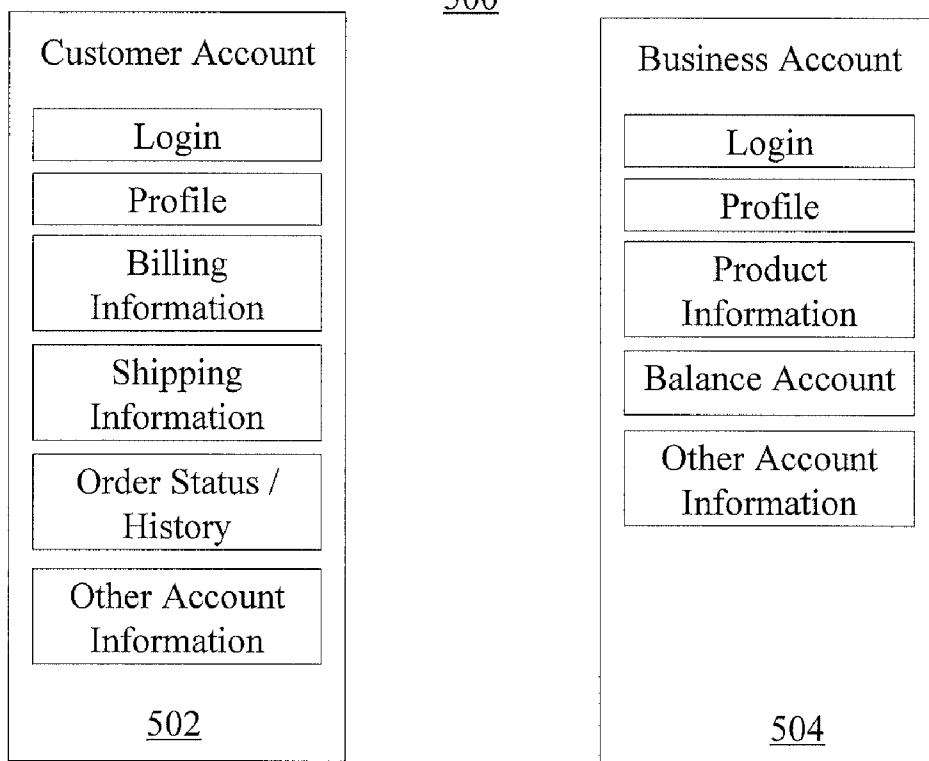 Customer Account
Login
Profile
Billing
Information
Shipping
Information
Order Status /
History
Other Account
Information
502
Business Account
Login
Profile
Product
Information
Balance Account
Other Account
Information
504